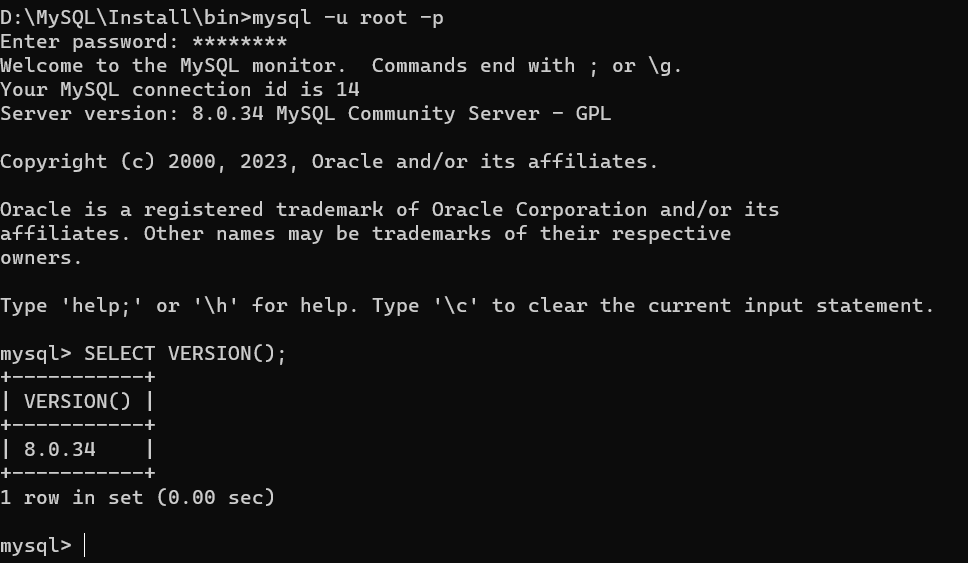 D:\MySQL\Install\bin>mysql -u root -p
Enter password: ********
Welcome to the MySQL monitor.  Commands end with ; or \g.
Your MySQL connection id is 14
Server version: 8.0.34 MySQL Community Server - GPL

Copyright (c) 2000, 2023, Oracle and/or its affiliates.

Oracle is a registered trademark of Oracle Corporation and/or its
affiliates. Other names may be trademarks of their respective
owners.

Type 'help;' or '\h' for help. Type '\c' to clear the current input statement.

mysql> SELECT VERSION();
+-----------+
| VERSION() |
+-----------+
| 8.0.34    |
+-----------+
1 row in set (0.00 sec)

mysql>